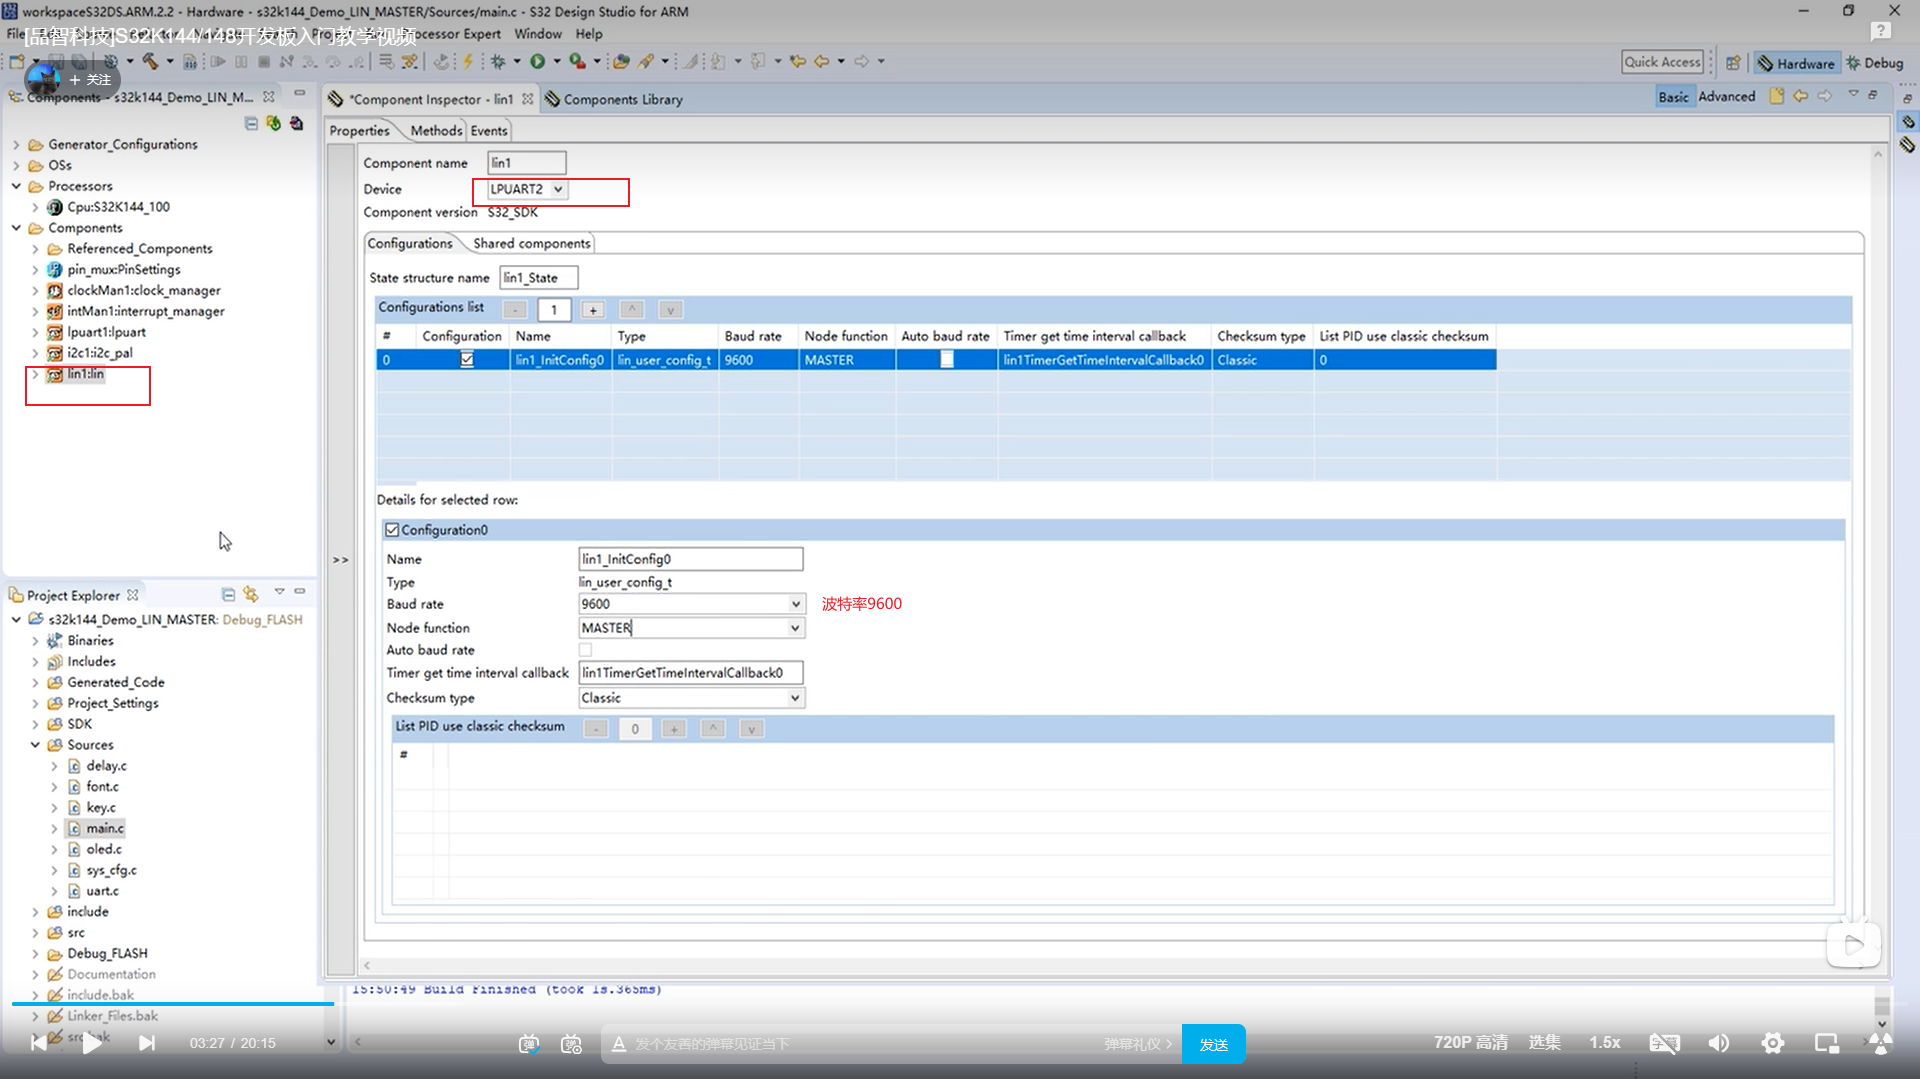 workspaceS32DS.ARM.2.2 - Hardware - s32k144_Demo_LIN_MASTER/Sources/main.c - S32 Design Studio for ARM
[品智科技]S32K144/148开发板入门教学视频
Processor Expert Window Help
+ 关注
Quick Access
Hardware
Debug
Components - s32k144_Demo_LIN_M...
*Component Inspector - lin1
Components Library
Basic Advanced
Generator_Configurations
OSs
Processors
Cpu:S32K144_100
Components
Referenced_Components
pin_mux:PinSettings
clockMan1:clock_manager
intMan1:interrupt_manager
lpuart1:lpuart
i2c1:i2c_pal
lin1:lin
Properties Methods Events
Component name lin1
Device LPUART2
Component version S32_SDK
Configurations Shared components
State structure name lin1_State
Configurations list - 1 + ^ v
# Configuration Name Type Baud rate Node function Auto baud rate Timer get time interval callback Checksum type List PID use classic checksum
0 lin1_InitConfig0 lin_user_config_t 9600 MASTER lin1TimerGetTimeIntervalCallback0 Classic 0
Details for selected row:
Configuration0
Name lin1_InitConfig0
Type lin_user_config_t
Baud rate 9600 波特率9600
Node function MASTER
Auto baud rate
Timer get time interval callback lin1TimerGetTimeIntervalCallback0
Checksum type Classic
List PID use classic checksum - 0 + ^ v
#
>>
Project Explorer
s32k144_Demo_LIN_MASTER: Debug_FLASH
Binaries
Includes
Generated_Code
Project_Settings
SDK
Sources
delay.c
font.c
key.c
main.c
oled.c
sys_cfg.c
uart.c
include
src
Debug_FLASH
Documentation
include.bak
Linker_Files.bak
src.bak
15:50:49 Build Finished (took 1s.365ms)
03:27 / 20:15
弹
弹
A 发个友善的弹幕见证当下
弹幕礼仪 >
发送
720P 高清
选集
1.5x
字幕